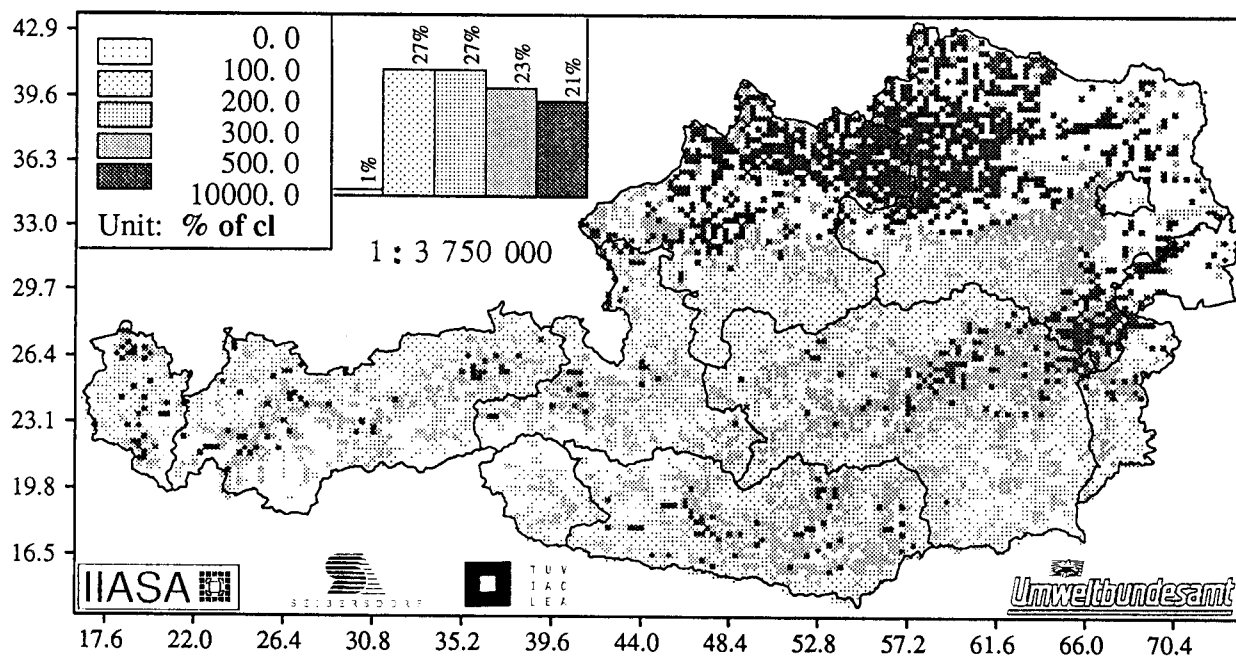 42.9
39.6
36.3
33.0
29.7
26.4
23.1
19.8
16.5
0.0
100.0
200.0
300.0
500.0
10000.0
Unit: % of cl
1%
27%
27%
23%
21%
1 : 3 750 000
IIASA
SEIBERSDORF
TUV
IAC
LEA
Umweltbundesamt
17.6 22.0 26.4 30.8 35.2 39.6 44.0 48.4 52.8 57.2 61.6 66.0 70.4